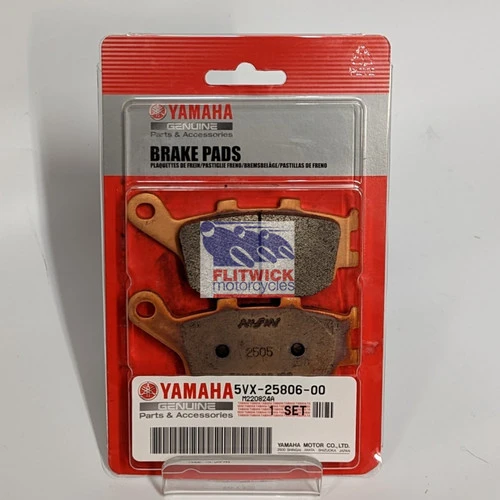 YAMAHA
GENUINE
Parts & Accessories
BRAKE PADS
PLAQUETTES DE FREIN/PASTIGLIE FRENO/BREMSBELÄGE/PASTILLAS DE FRENO
FLITWICK
motorcycles
NISSIN
2505
YAMAHA
GENUINE
Parts & Accessories
5VX-25806-00
M220824A
1 SET
YAMAHA MOTOR CO., LTD.